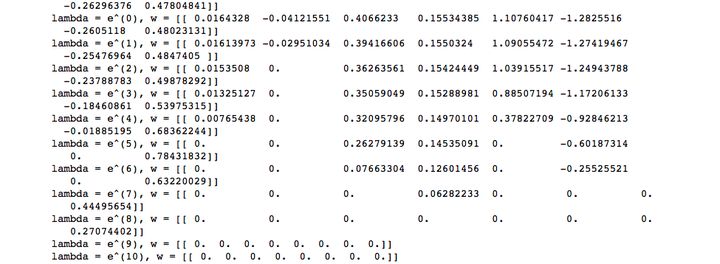 -0.26296376 0.47804841]]
lambda = e^(0), w = [[ 0.0164328 -0.04121551 0.4066233 0.15534385 1.10760417 -1.2825516
-0.2605118 0.48023131]]
lambda = e^(1), w = [[ 0.01613973 -0.02951034 0.39416606 0.1550324 1.09055472 -1.27419467
-0.25476964 0.4847405 ]]
lambda = e^(2), w = [[ 0.0153508 0. 0.36263561 0.15424449 1.03915517 -1.24943788
-0.23788783 0.49878292]]
lambda = e^(3), w = [[ 0.01325127 0. 0.35059049 0.15288981 0.88507194 -1.17206133
-0.18460861 0.53975315]]
lambda = e^(4), w = [[ 0.00765438 0. 0.32095796 0.14970101 0.37822709 -0.92846213
-0.01885195 0.68362244]]
lambda = e^(5), w = [[ 0. 0. 0.26279139 0.14535091 0. -0.60187314
0. 0.78431832]]
lambda = e^(6), w = [[ 0. 0. 0.07663304 0.12601456 0. -0.25525521
0. 0.63220029]]
lambda = e^(7), w = [[ 0. 0. 0. 0.06282233 0. 0. 0.
0.44495654]]
lambda = e^(8), w = [[ 0. 0. 0. 0. 0. 0. 0.
0.27074402]]
lambda = e^(9), w = [[ 0. 0. 0. 0. 0. 0. 0. 0.]]
lambda = e^(10), w = [[ 0. 0. 0. 0. 0. 0. 0. 0.]]